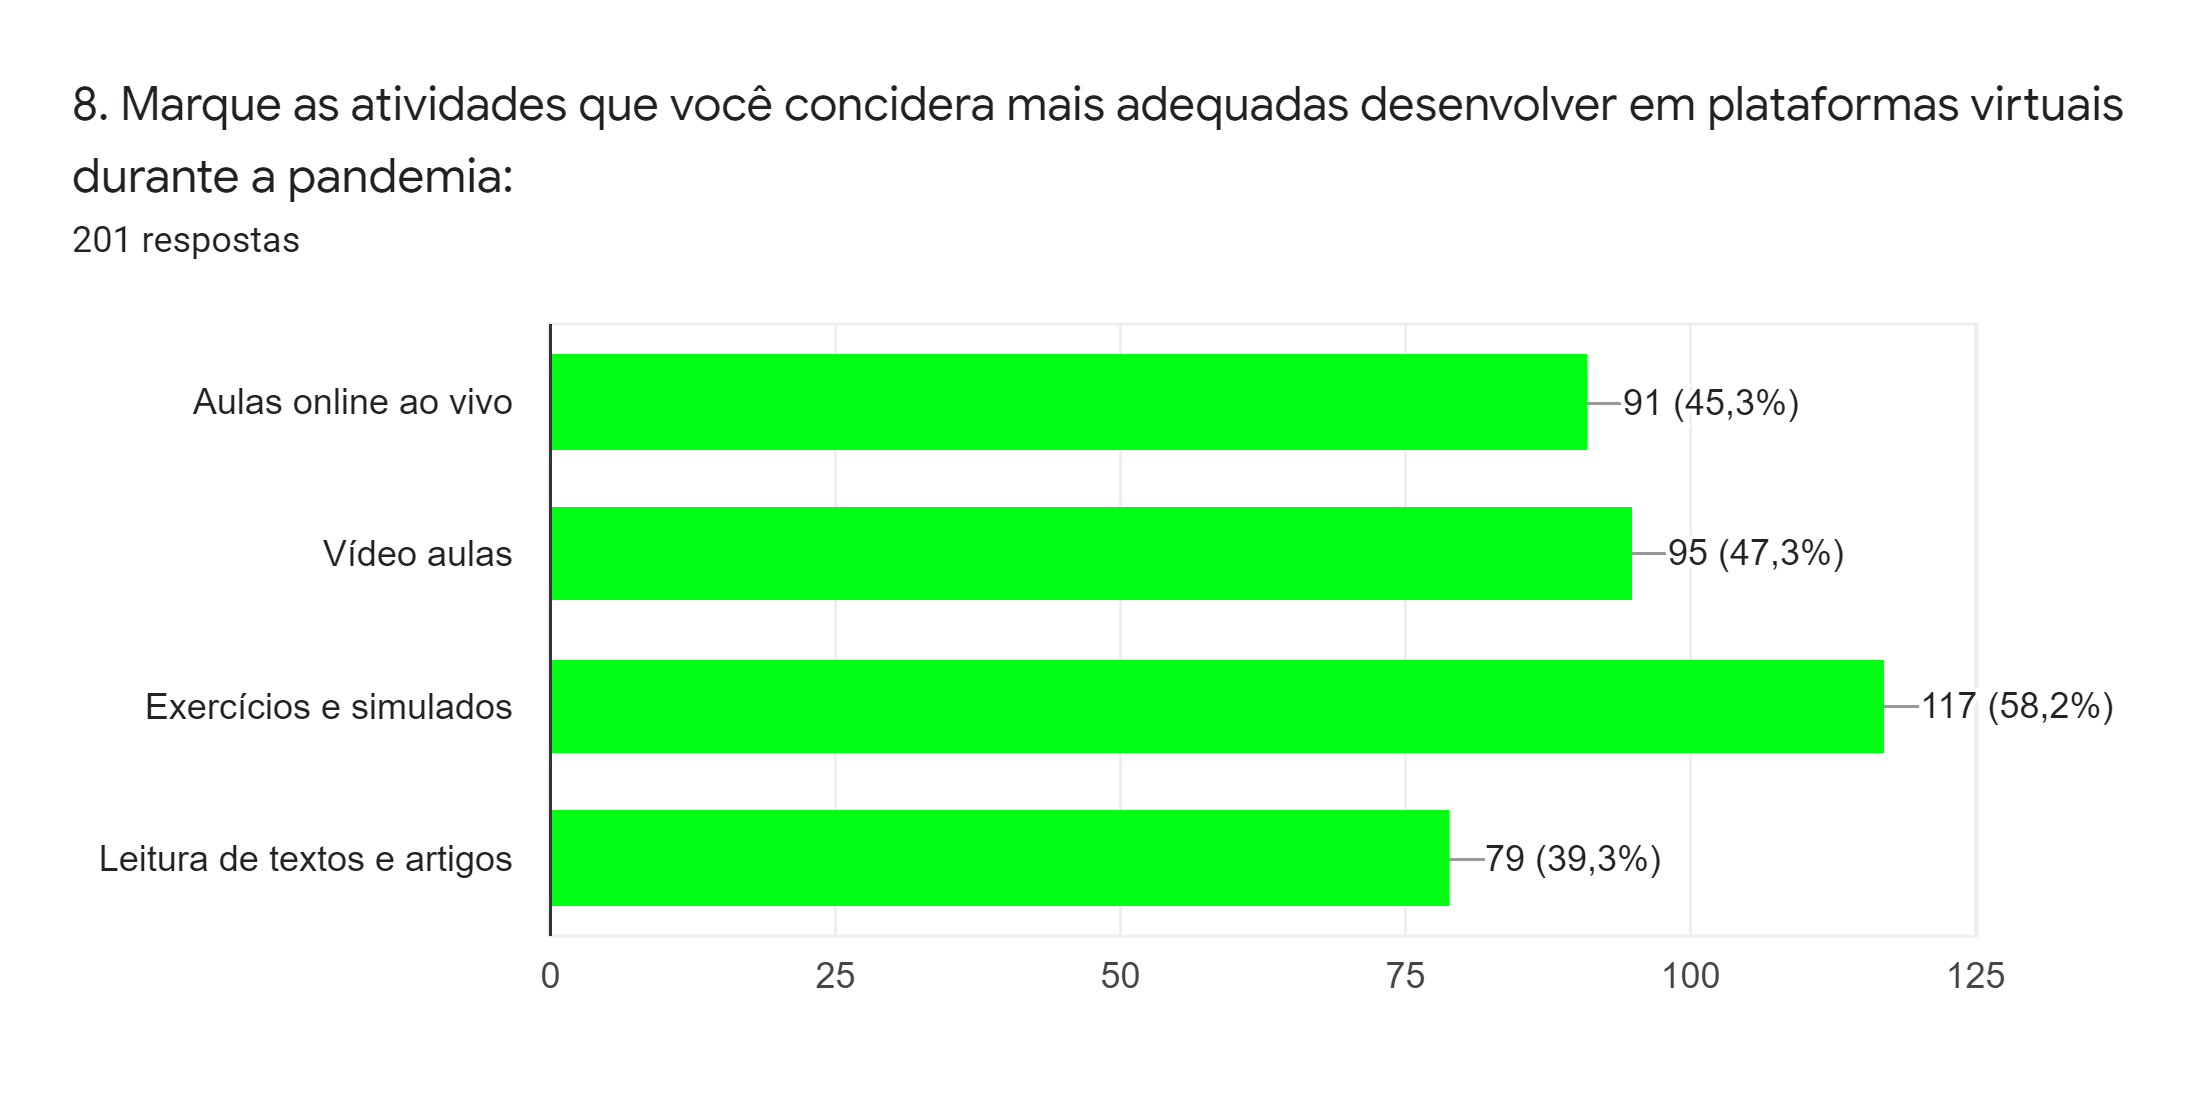 8. Marque as atividades que você concidera mais adequadas desenvolver em plataformas virtuais
durante a pandemia:
201 respostas
Aulas online ao vivo 91 (45,3%)
Vídeo aulas 95 (47,3%)
Exercícios e simulados 117 (58,2%)
Leitura de textos e artigos 79 (39,3%)
0 25 50 75 100 125